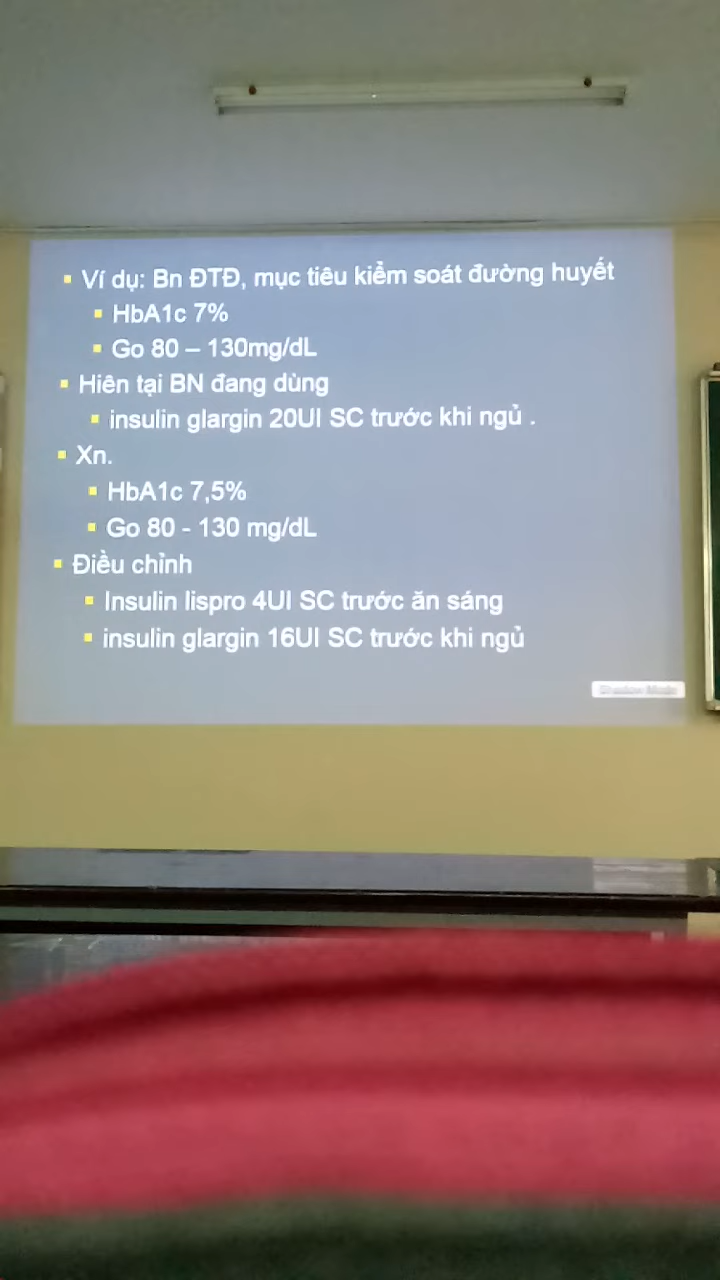 Ví dụ: Bn ĐTĐ, mục tiêu kiểm soát đường huyết
HbA1c 7%
Go 80 – 130mg/dL
Hiên tại BN đang dùng
insulin glargin 20UI SC trước khi ngủ .
Xn.
HbA1c 7,5%
Go 80 - 130 mg/dL
Điều chỉnh
Insulin lispro 4UI SC trước ăn sáng
insulin glargin 16UI SC trước khi ngủ